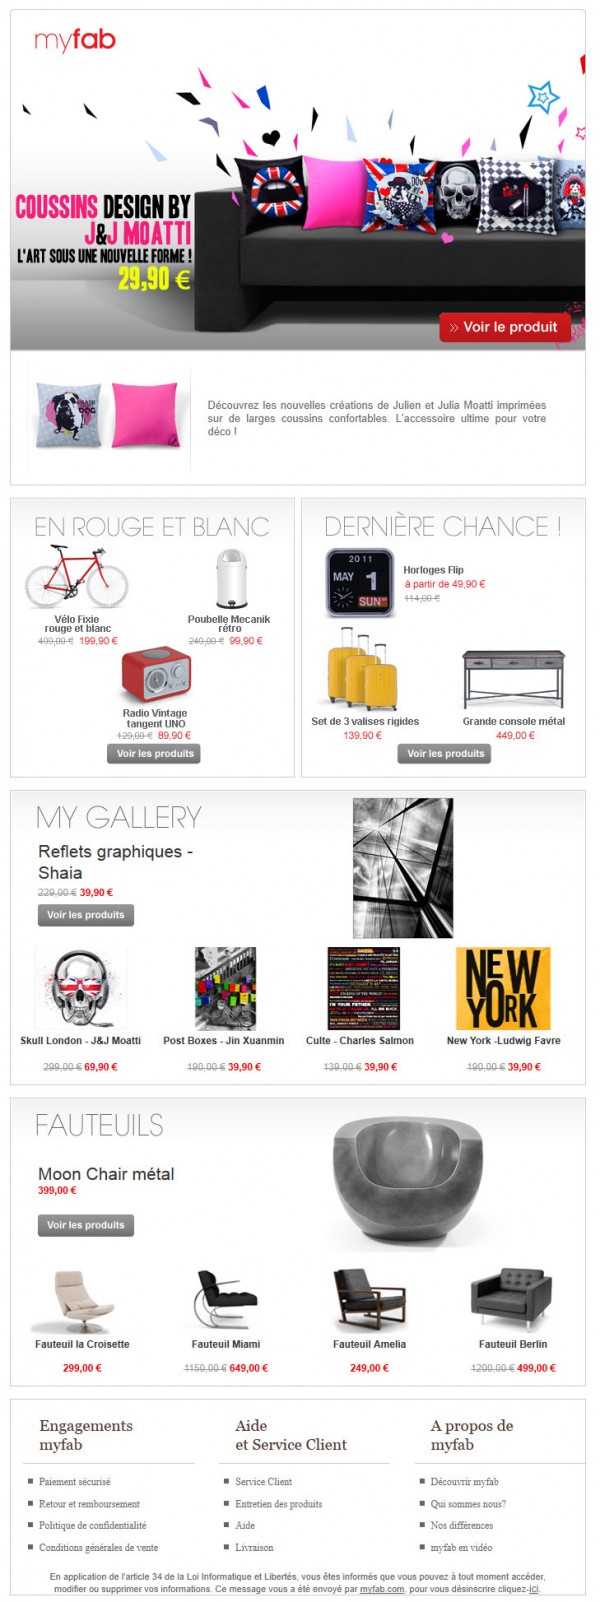 myfab
COUSSINS DESIGN BY
J&J MOATTI
L'ART SOUS UNE NOUVELLE FORME !
29,90 €
» Voir le produit
Découvrez les nouvelles créations de Julien et Julia Moatti imprimées
sur de larges coussins confortables. L'accessoire ultime pour votre
déco !
EN ROUGE ET BLANC
Vélo Fixie
rouge et blanc
499,00 € 199,90 €
Poubelle Mecanik
rétro
249,00 € 99,90 €
Radio Vintage
tangent UNO
129,00 € 89,90 €
Voir les produits
DERNIÈRE CHANCE !
2011
MAY 1
SUN
Horloges Flip
à partir de 49,90 €
114,00 €
Set de 3 valises rigides
139,90 €
Grande console métal
449,00 €
Voir les produits
MY GALLERY
Reflets graphiques -
Shaia
229,00 € 39,90 €
Voir les produits
NEW
YORK
Skull London - J&J Moatti
299,00 € 69,90 €
Post Boxes - Jin Xuanmin
190,00 € 39,90 €
I'M YOUR FATHER
Culte - Charles Salmon
139,00 € 39,90 €
New York -Ludwig Favre
190,00 € 39,90 €
FAUTEUILS
Moon Chair métal
399,00 €
Voir les produits
Fauteuil la Croisette
299,00 €
Fauteuil Miami
1150,00 € 649,00 €
Fauteuil Amelia
249,00 €
Fauteuil Berlin
1200,00 € 499,00 €
Engagements
myfab
Paiement sécurisé
Retour et remboursement
Politique de confidentialité
Conditions générales de vente
Aide
et Service Client
Service Client
Entretien des produits
Aide
Livraison
A propos de
myfab
Découvrir myfab
Qui sommes nous?
Nos différences
myfab en vidéo
En application de l'article 34 de la Loi Informatique et Libertés, vous êtes informés que vous pouvez à tout moment accéder,
modifier ou supprimer vos informations. Ce message vous a été envoyé par myfab.com, pour vous désinscrire cliquez-ici.